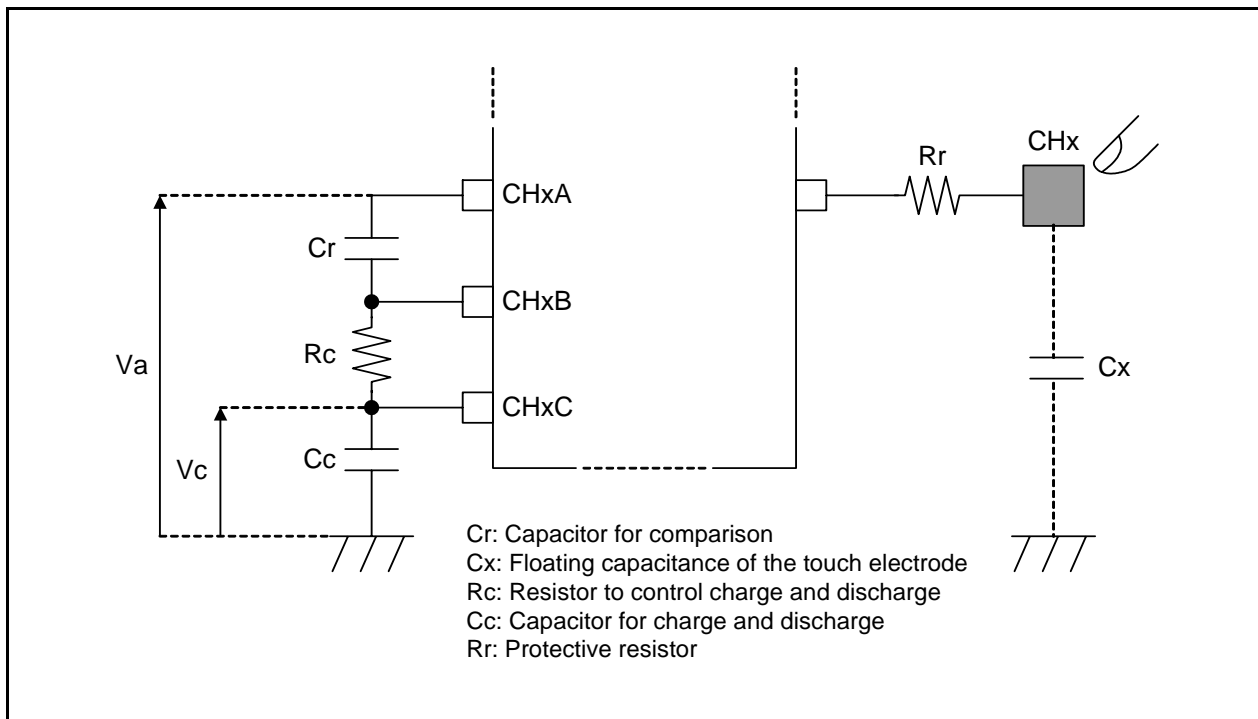 CHx
Rr
CHxA
Cr
CHxB
Rc
Va
Cx
CHxC
Cc
Vc
Cr: Capacitor for comparison
Cx: Floating capacitance of the touch electrode
Rc: Resistor to control charge and discharge
Cc: Capacitor for charge and discharge
Rr: Protective resistor